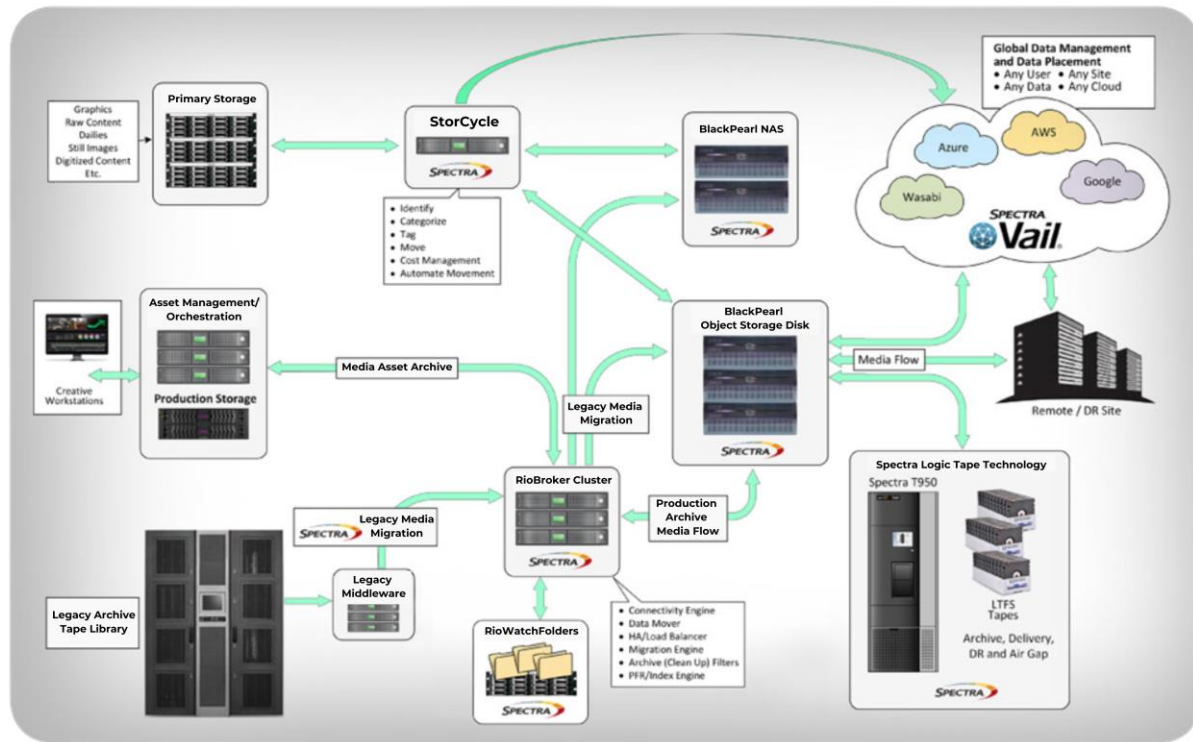 Graphics
Raw Content
Dailies
Still Images
Digitized Content
Etc.
Primary Storage
StorCycle
SPECTRA
• Identify
• Categorize
• Tag
• Move
• Cost Management
• Automate Movement
BlackPearl NAS
SPECTRA
Global Data Management
and Data Placement
• Any User • Any Site
• Any Data • Any Cloud
Azure
AWS
Wasabi
Google
SPECTRA
Vail®
Creative
Workstations
Asset Management/
Orchestration
Production Storage
Media Asset Archive
BlackPearl
Object Storage Disk
SPECTRA
Media Flow
Remote / DR Site
Legacy Media
Migration
RioBroker Cluster
SPECTRA
Production
Archive
Media Flow
SPECTRA
Legacy Media
Migration
Legacy
Middleware
Legacy Archive
Tape Library
RioWatchFolders
SPECTRA
• Connectivity Engine
• Data Mover
• HA/Load Balancer
• Migration Engine
• Archive (Clean Up) Filters
• PFR/Index Engine
Spectra Logic Tape Technology
Spectra T950
LTFS
Tapes
Archive, Delivery,
DR and Air Gap
SPECTRA